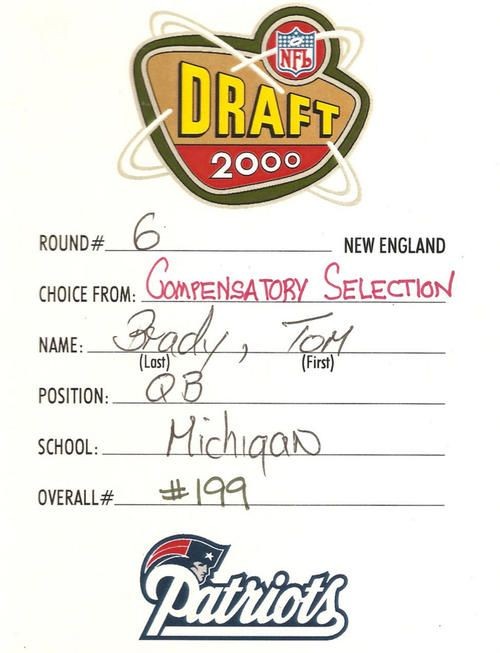 NFL
DRAFT
2000
ROUND# 6 NEW ENGLAND
CHOICE FROM: COMPENSATORY SELECTION
NAME: Brady, Tom
(Last) (First)
POSITION: QB
SCHOOL: Michigan
OVERALL# #199
Patriots